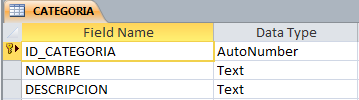 CATEGORIA
Field Name Data Type
ID_CATEGORIA AutoNumber
NOMBRE Text
DESCRIPCION Text